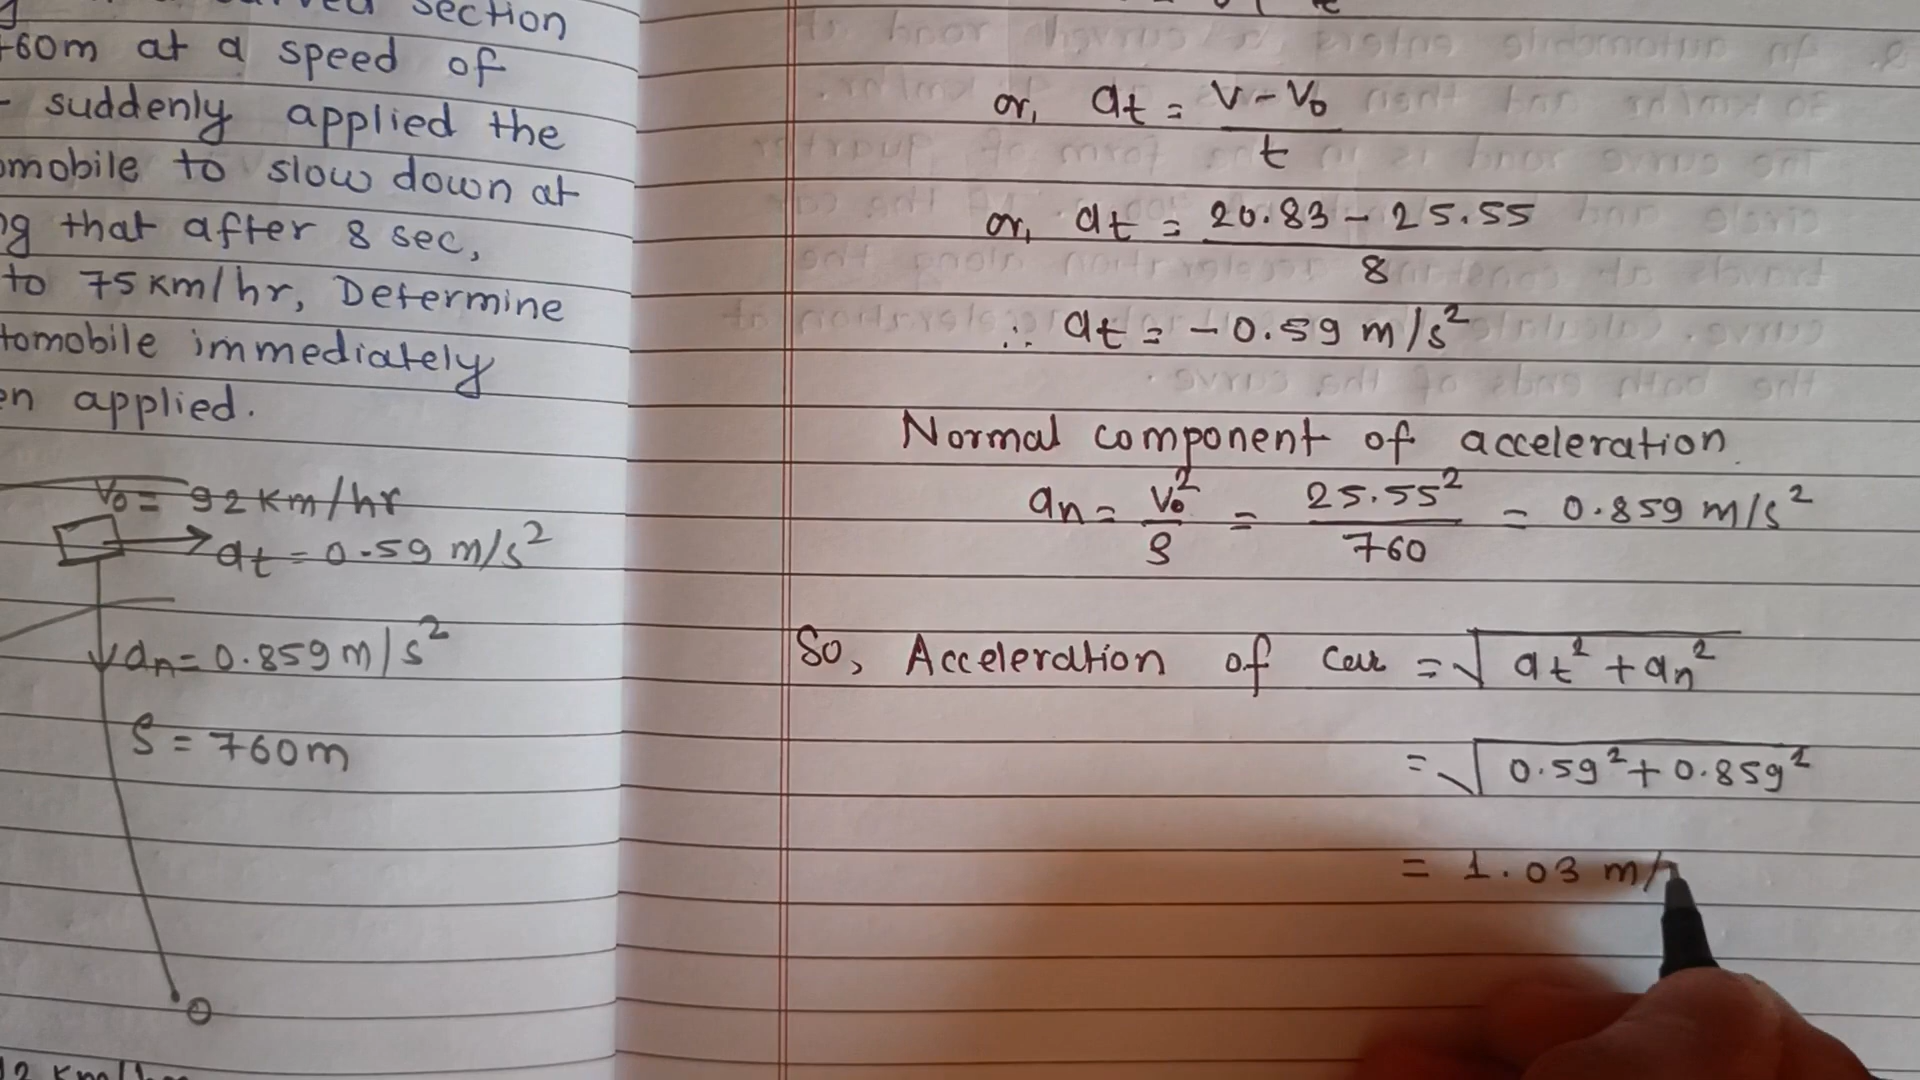 section
760m at a speed of
suddenly applied the
mobile to slow down at
that after 8 sec,
to 75 km/hr, Determine
tomobile immediately
en applied.
V₀ = 92 km/hr
at = 0.59 m/s²
an = 0.859 m/s²
ρ = 760m
O
or, at = V - V₀ / t
or, at = 20.83 - 25.55 / 8
∴ at = -0.59 m/s²
Normal component of acceleration
an = V₀² / ρ = 25.55² / 760 = 0.859 m/s²
So, Acceleration of car = √at² + an²
= √0.59² + 0.859²
= 1.03 m/